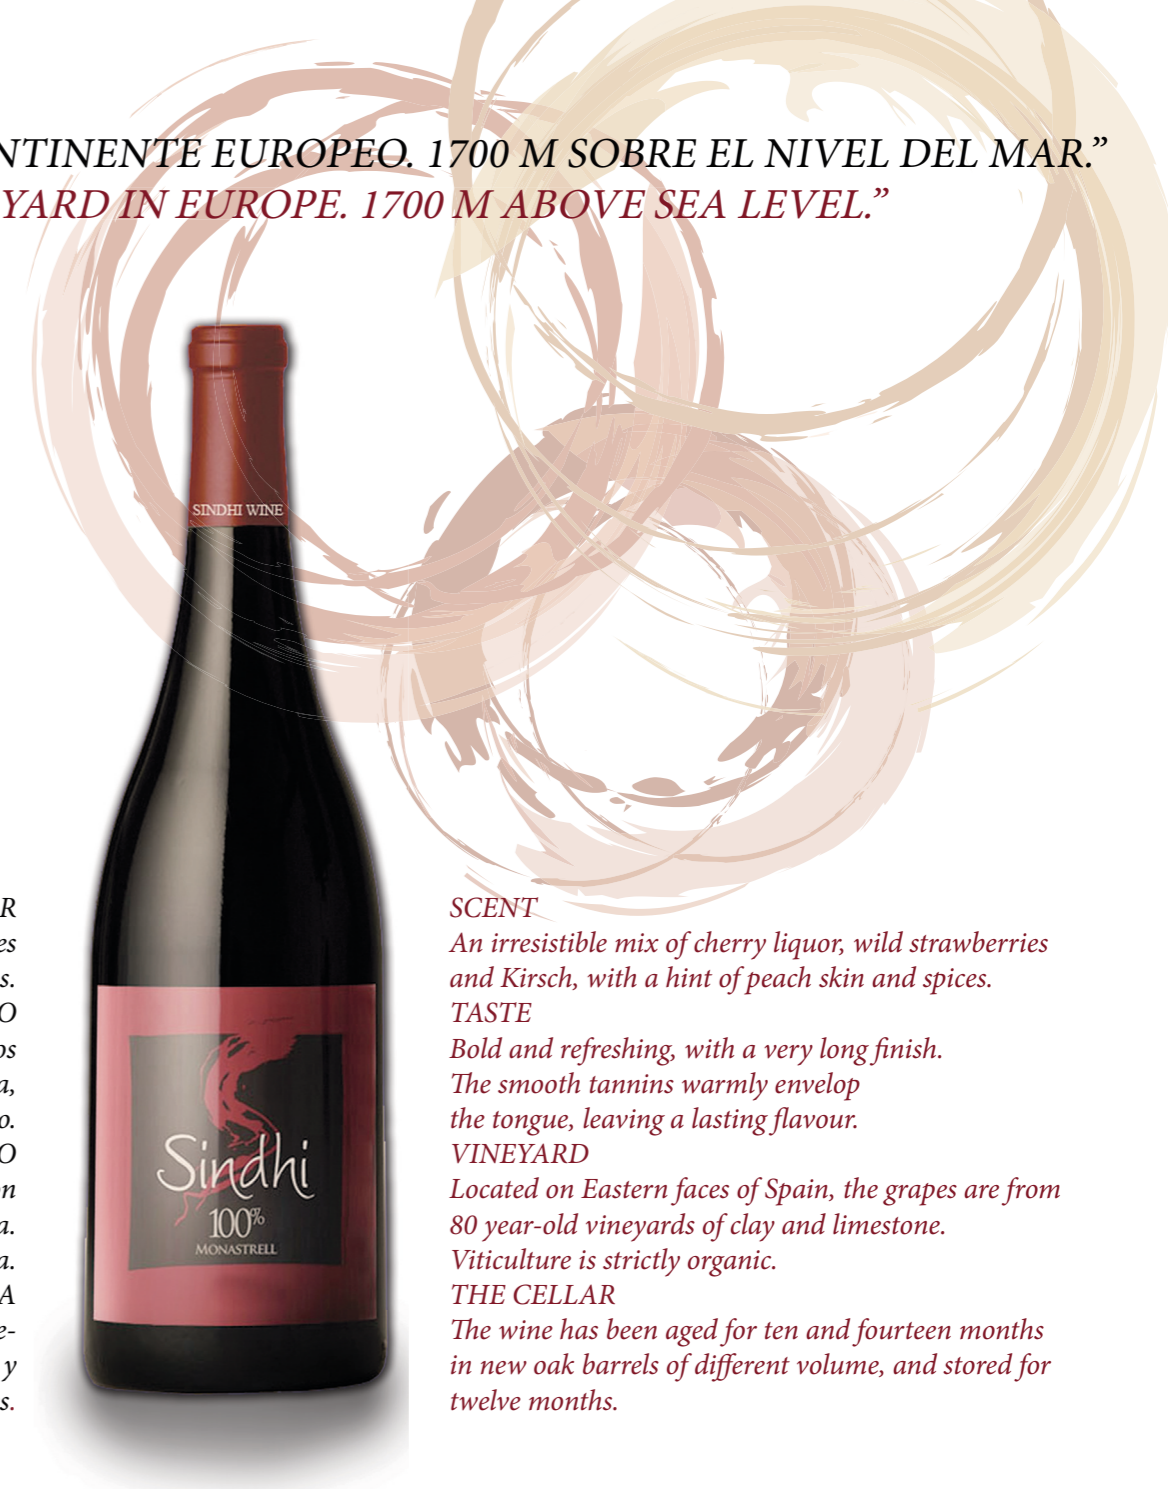 EUROPEO. 1700 M SOBRE EL NIVEL DEL MAR.”
IN EUROPE. 1700 M ABOVE SEA LEVEL.”
SINDHI WINE
Sindhi
100%
MONASTRELL
y
SCENT
An irresistible mix of cherry liquor, wild strawberries
and Kirsch, with a hint of peach skin and spices.
TASTE
Bold and refreshing, with a very long finish.
The smooth tannins warmly envelop
the tongue, leaving a lasting flavour.
VINEYARD
Located on Eastern faces of Spain, the grapes are from
80 year-old vineyards of clay and limestone.
Viticulture is strictly organic.
THE CELLAR
The wine has been aged for ten and fourteen months
in new oak barrels of different volume, and stored for
twelve months.